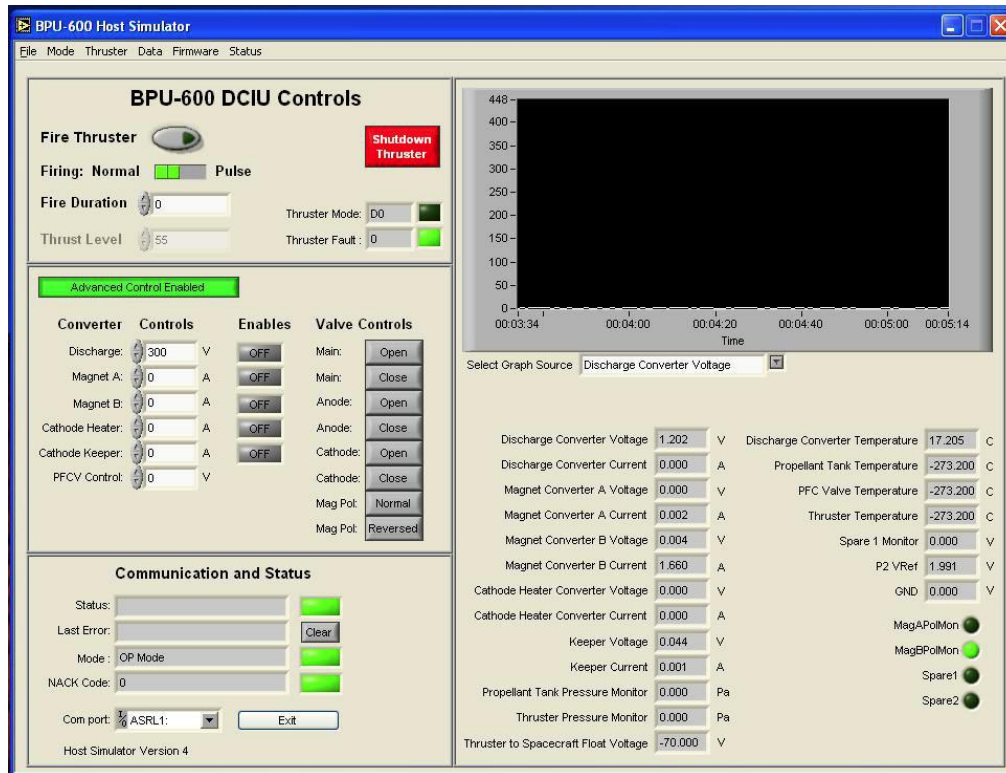 BPU-600 Host Simulator
File Mode Thruster Data Firmware Status
BPU-600 DCIU Controls
Fire Thruster
Shutdown
Thruster
Firing: Normal Pulse
Fire Duration 0
Thruster Mode: D0
Thrust Level 55
Thruster Fault : 0
Advanced Control Enabled
Converter Controls Enables Valve Controls
Discharge: 300 V OFF Main: Open
Magnet A: 0 A OFF Main: Close
Magnet B: 0 A OFF Anode: Open
Cathode Heater: 0 A OFF Anode: Close
Cathode Keeper: 0 A OFF Cathode: Open
PFCV Control: 0 V Cathode: Close
Mag Pol: Normal
Mag Pol: Reversed
Communication and Status
Status:
Last Error: Clear
Mode : OP Mode
NACK Code: 0
Com port: I/O ASRL1: Exit
Host Simulator Version 4
448
400
350
300
250
200
150
100
50
0
00:03:34 00:04:00 00:04:20 00:04:40 00:05:00 00:05:14
Time
Select Graph Source Discharge Converter Voltage
Discharge Converter Voltage 1.202 V
Discharge Converter Current 0.000 A
Magnet Converter A Voltage 0.000 V
Magnet Converter A Current 0.002 A
Magnet Converter B Voltage 0.004 V
Magnet Converter B Current 1.660 A
Cathode Heater Converter Voltage 0.000 V
Cathode Heater Converter Current 0.000 A
Keeper Voltage 0.044 V
Keeper Current 0.001 A
Propellant Tank Pressure Monitor 0.000 Pa
Thruster Pressure Monitor 0.000 Pa
Thruster to Spacecraft Float Voltage -70.000 V
Discharge Converter Temperature 17.205 C
Propellant Tank Temperature -273.200 C
PFC Valve Temperature -273.200 C
Thruster Temperature -273.200 C
Spare 1 Monitor 0.000 V
P2 VRef 1.991 V
GND 0.000 V
MagAPolMon
MagBPolMon
Spare1
Spare2